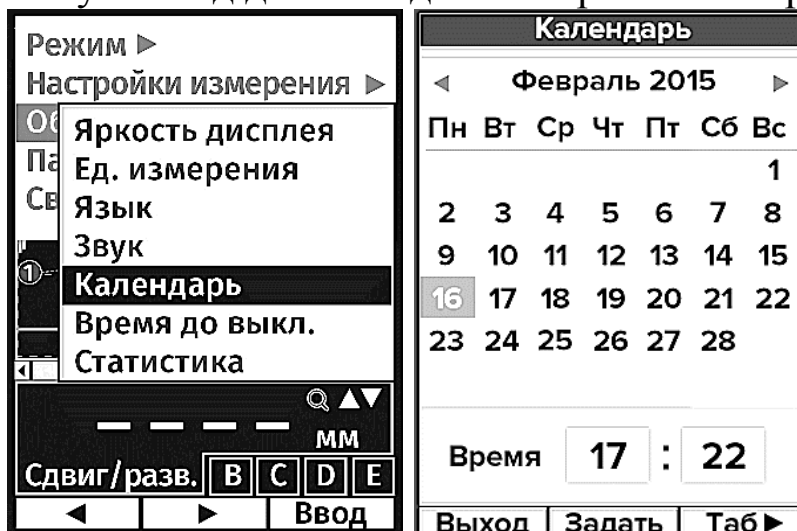 Режим ▶
Настройки измерения ▶
Яркость дисплея
Ед. измерения
Язык
Звук
Календарь
Время до выкл.
Статистика
1
мм
Сдвиг/разв. B C D E
◀ ▶ Ввод
Календарь
◀ Февраль 2015 ▶
Пн Вт Ср Чт Пт Сб Вс
1
2 3 4 5 6 7 8
9 10 11 12 13 14 15
16 17 18 19 20 21 22
23 24 25 26 27 28
Время 17 : 22
Выход Задать Таб ▶